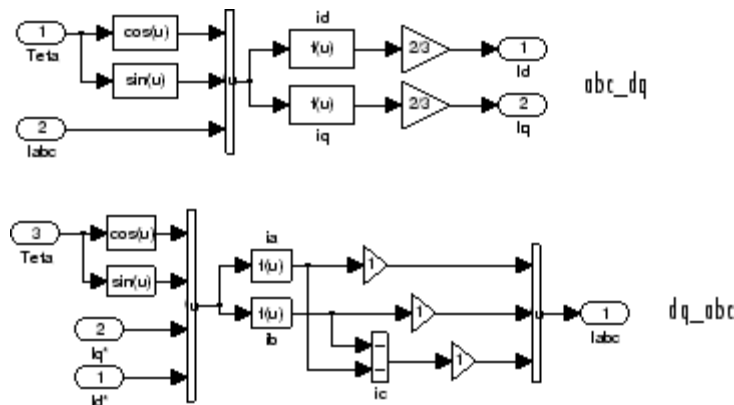 1
Teta
cos(u)
sin(u)
2
Iabc
u
id
f(u)
2/3
1
Id
f(u)
iq
2/3
2
Iq
abc_dq
3
Teta
cos(u)
sin(u)
2
Iq*
1
Id*
u
ia
f(u)
1
f(u)
ib
1
−
−
ic
1
u
1
Iabc
dq_abc